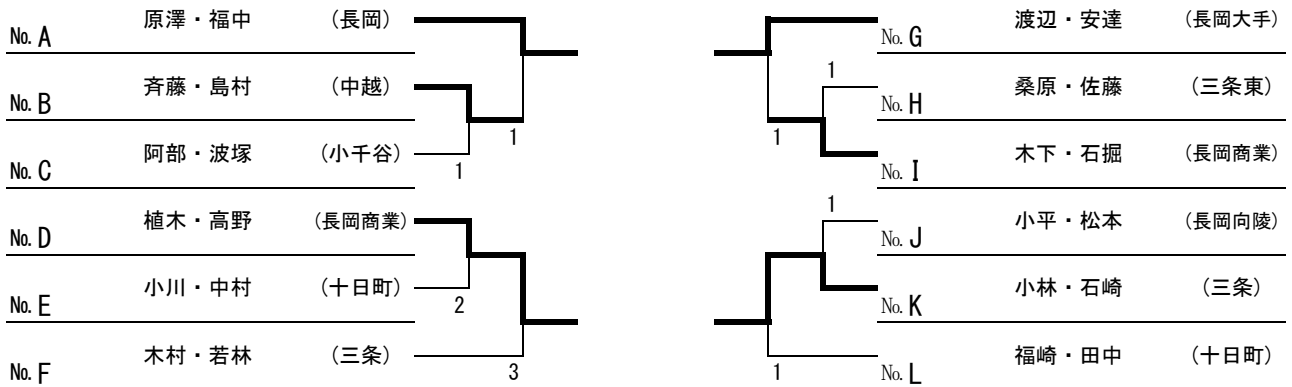 No. A 原澤・福中 (長岡)
No. B 斉藤・島村 (中越)
No. C 阿部・波塚 (小千谷)
1
1
No. D 植木・高野 (長岡商業)
No. E 小川・中村 (十日町)
No. F 木村・若林 (三条)
2
3
No. G 渡辺・安達 (長岡大手)
1
No. H 桑原・佐藤 (三条東)
1
No. I 木下・石掘 (長岡商業)
1
No. J 小平・松本 (長岡向陵)
No. K 小林・石崎 (三条)
1
No. L 福崎・田中 (十日町)